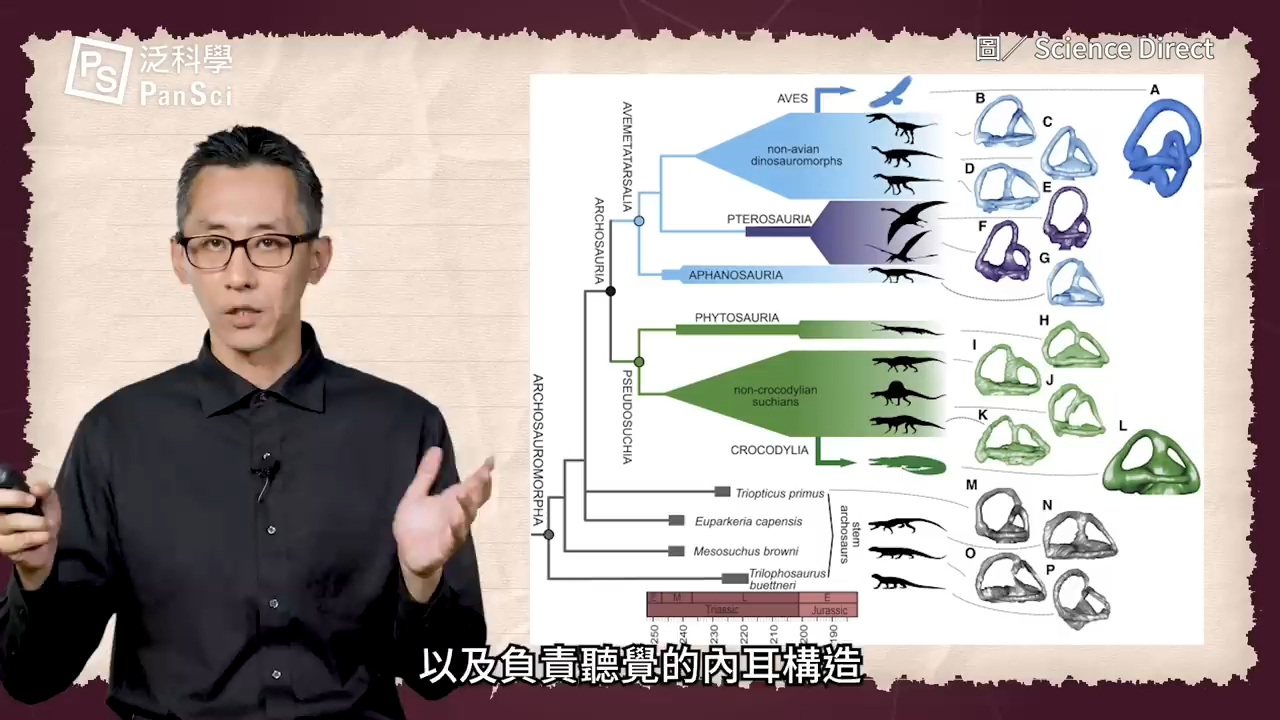 PS 泛科學
PanSci
圖／ Science Direct
A
B
C
D
E
F
G
H
I
J
K
L
M
N
O
P
AVES
AVEMETATARSALIA
non-avian
dinosauromorphs
ARCHOSAURIA
PTEROSAURIA
APHANOSAURIA
PHYTOSAURIA
PSEUDOSUCHIA
non-crocodylian
suchians
CROCODYLIA
ARCHOSAUROMORPHA
Triopticus primus
Euparkeria capensis
Mesosuchus browni
Trilophosaurus
buettneri
stem
archosaurs
E M L E
Triassic Jurassic
250 240 230 220 210 200 190
以及負責聽覺的內耳構造